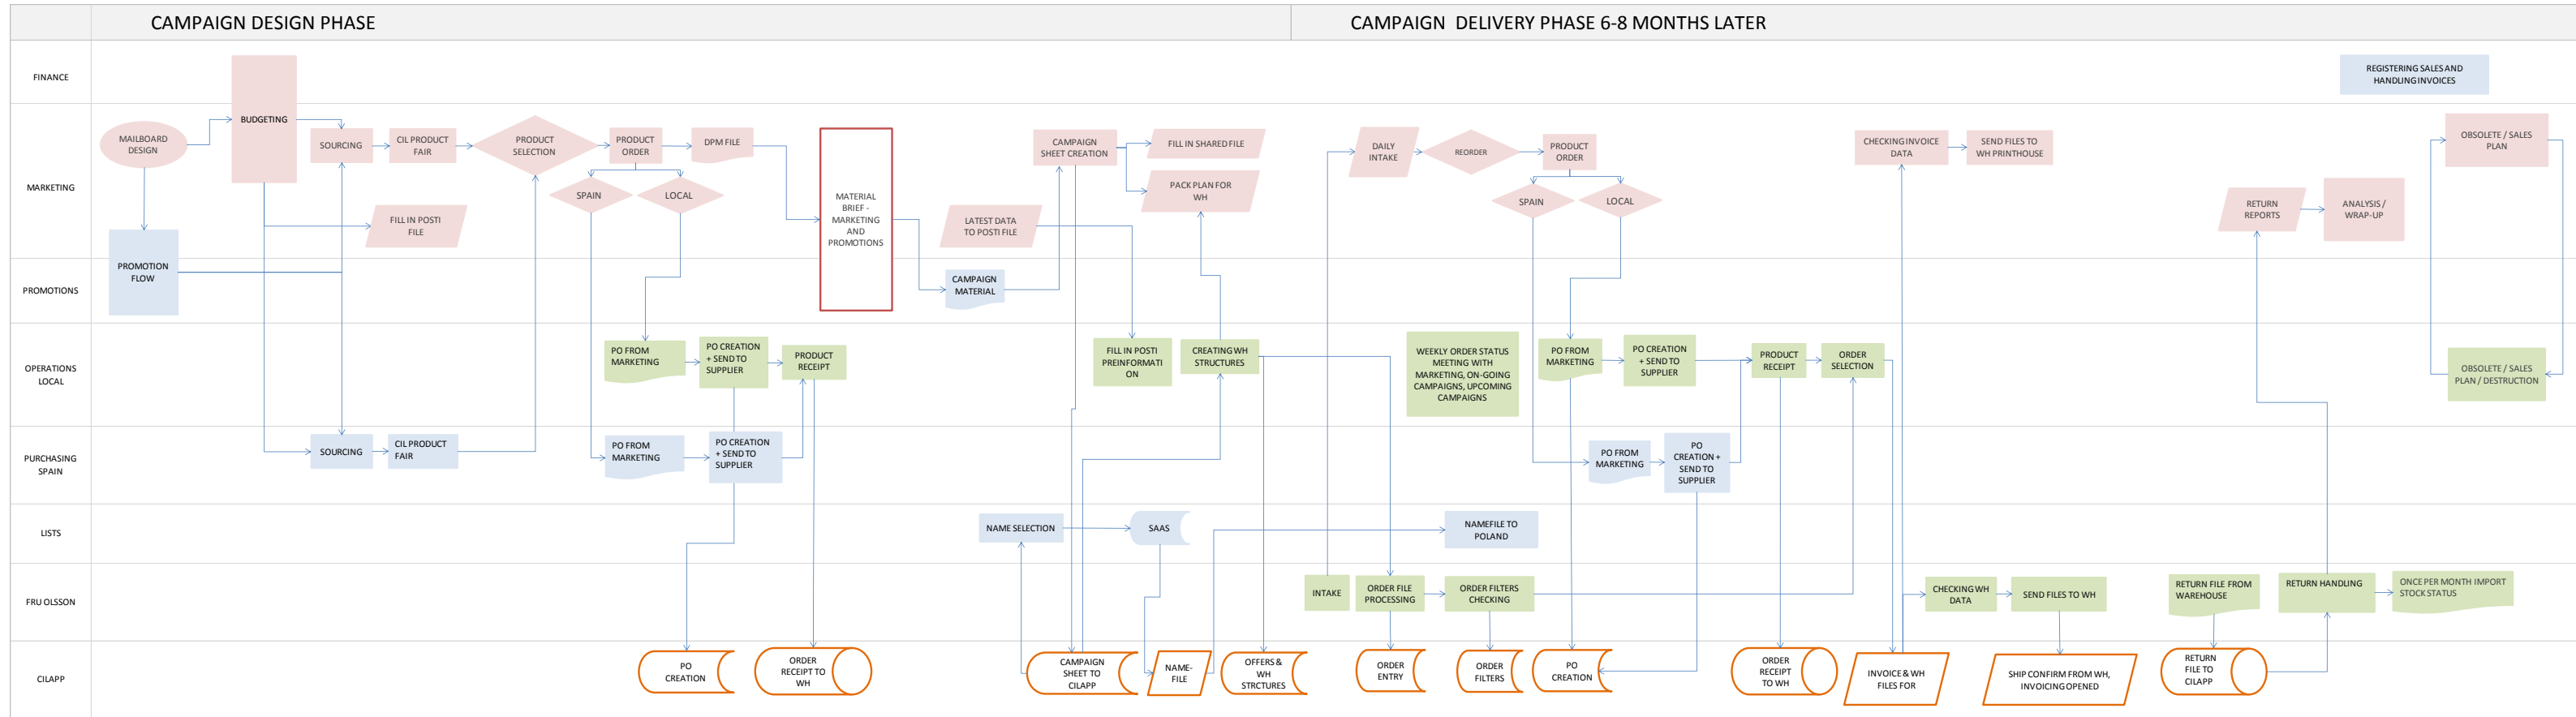 CAMPAIGN DESIGN PHASE
CAMPAIGN DELIVERY PHASE 6-8 MONTHS LATER
FINANCE
BUDGETING
REGISTERING SALES AND
HANDLING INVOICES
MARKETING
MAILBOARD
DESIGN
SOURCING
CIL PRODUCT
FAIR
PRODUCT
SELECTION
PRODUCT
ORDER
DPM FILE
SPAIN
LOCAL
FILL IN POSTI
FILE
MATERIAL
BRIEF -
MARKETING
AND
PROMOTIONS
LATEST DATA
TO POSTI FILE
CAMPAIGN
SHEET CREATION
FILL IN SHARED FILE
PACK PLAN FOR
WH
DAILY
INTAKE
REORDER
PRODUCT
ORDER
SPAIN
LOCAL
CHECKING INVOICE
DATA
SEND FILES TO
WH PRINTHOUSE
RETURN
REPORTS
ANALYSIS /
WRAP-UP
OBSOLETE / SALES
PLAN
PROMOTIONS
PROMOTION
FLOW
CAMPAIGN
MATERIAL
OPERATIONS
LOCAL
PO FROM
MARKETING
PO CREATION
+ SEND TO
SUPPLIER
PRODUCT
RECEIPT
FILL IN POSTI
PREINFORMATI
ON
CREATING WH
STRUCTURES
WEEKLY ORDER STATUS
MEETING WITH
MARKETING, ON-GOING
CAMPAIGNS, UPCOMING
CAMPAIGNS
PO FROM
MARKETING
PO CREATION
+ SEND TO
SUPPLIER
PRODUCT
RECEIPT
ORDER
SELECTION
OBSOLETE / SALES
PLAN / DESTRUCTION
PURCHASING
SPAIN
SOURCING
CIL PRODUCT
FAIR
PO FROM
MARKETING
PO CREATION
+ SEND TO
SUPPLIER
PO FROM
MARKETING
PO
CREATION +
SEND TO
SUPPLIER
LISTS
NAME SELECTION
SAAS
NAMEFILE TO
POLAND
FRU OLSSON
INTAKE
ORDER FILE
PROCESSING
ORDER FILTERS
CHECKING
CHECKING WH
DATA
SEND FILES TO WH
RETURN FILE FROM
WAREHOUSE
RETURN HANDLING
ONCE PER MONTH IMPORT
STOCK STATUS
CILAPP
PO
CREATION
ORDER
RECEIPT TO
WH
CAMPAIGN
SHEET TO
CILAPP
NAME-
FILE
OFFERS &
WH
STRCTURES
ORDER
ENTRY
ORDER
FILTERS
PO
CREATION
ORDER
RECEIPT
TO WH
INVOICE & WH
FILES FOR
SHIP CONFIRM FROM WH,
INVOICING OPENED
RETURN
FILE TO
CILAPP